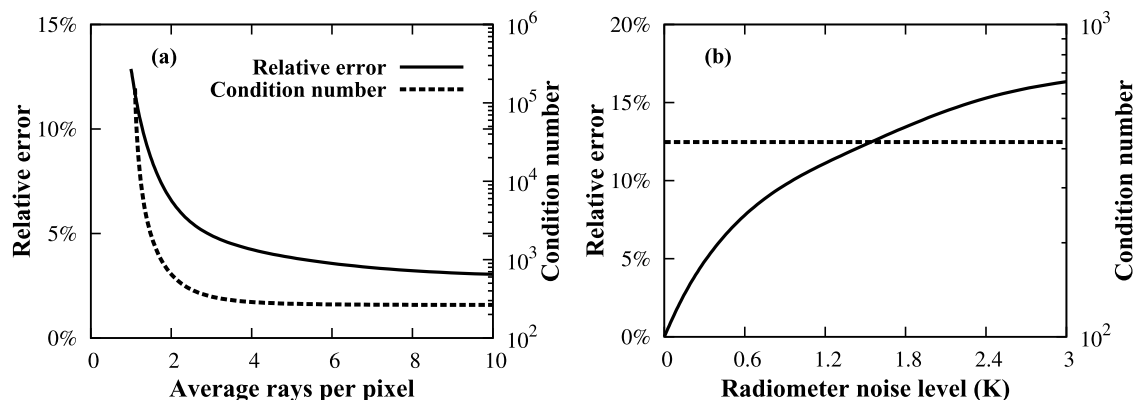 15%
10%
5%
0%
Relative error
(a)
Relative error
Condition number
10^6
10^5
10^4
10^3
10^2
Condition number
0 2 4 6 8 10
Average rays per pixel
20%
15%
10%
5%
0%
Relative error
(b)
10^3
10^2
Condition number
0 0.6 1.2 1.8 2.4 3
Radiometer noise level (K)